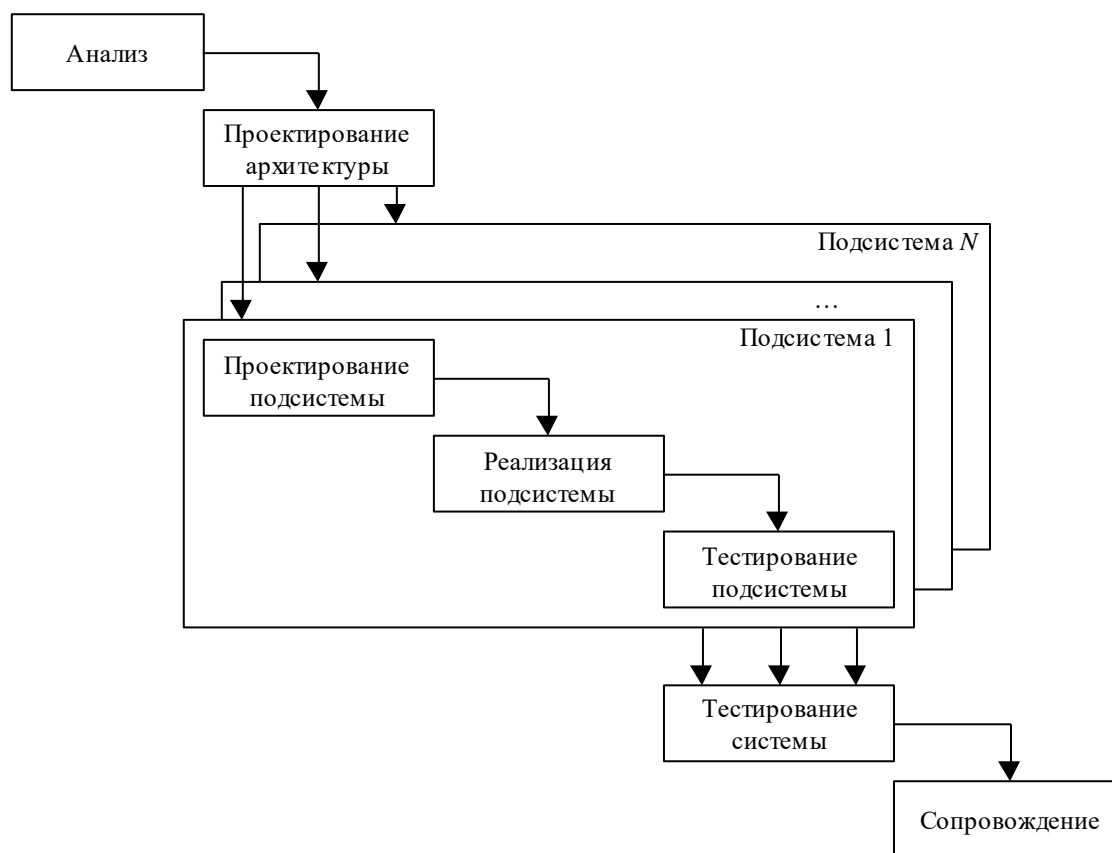 Анализ
Проектирование
архитектуры
Подсистема N
...
Подсистема 1
Проектирование
подсистемы
Реализация
подсистемы
Тестирование
подсистемы
Тестирование
системы
Сопровождение